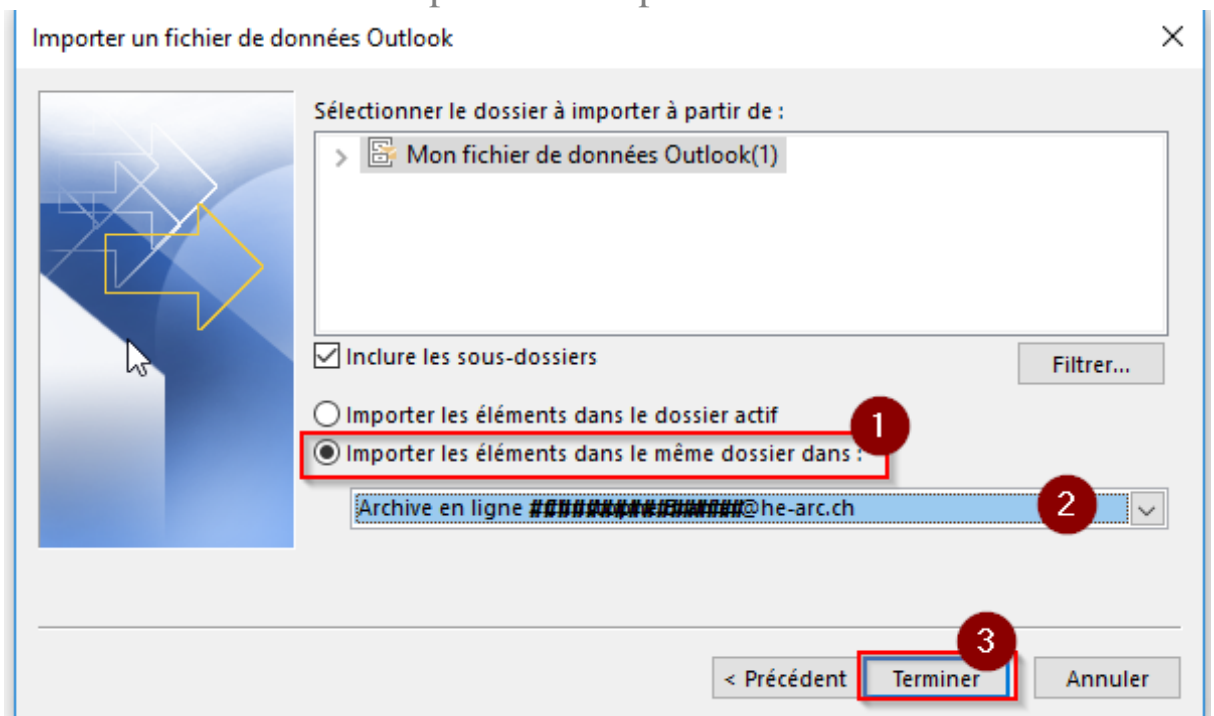 Importer un fichier de données Outlook
Sélectionner le dossier à importer à partir de :
Mon fichier de données Outlook(1)
Inclure les sous-dossiers
Filtrer...
Importer les éléments dans le dossier actif
1
Importer les éléments dans le même dossier dans :
Archive en ligne @he-arc.ch
2
3
< Précédent
Terminer
Annuler